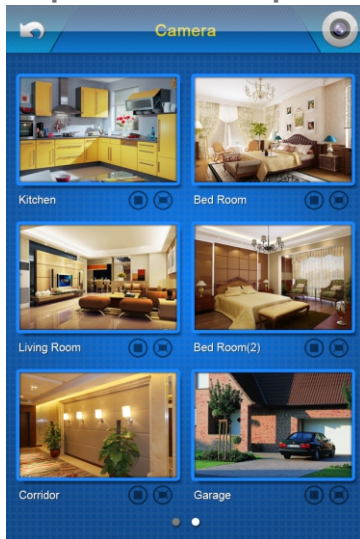 Camera
Kitchen
Bed Room
Living Room
Bed Room(2)
Corridor
Garage